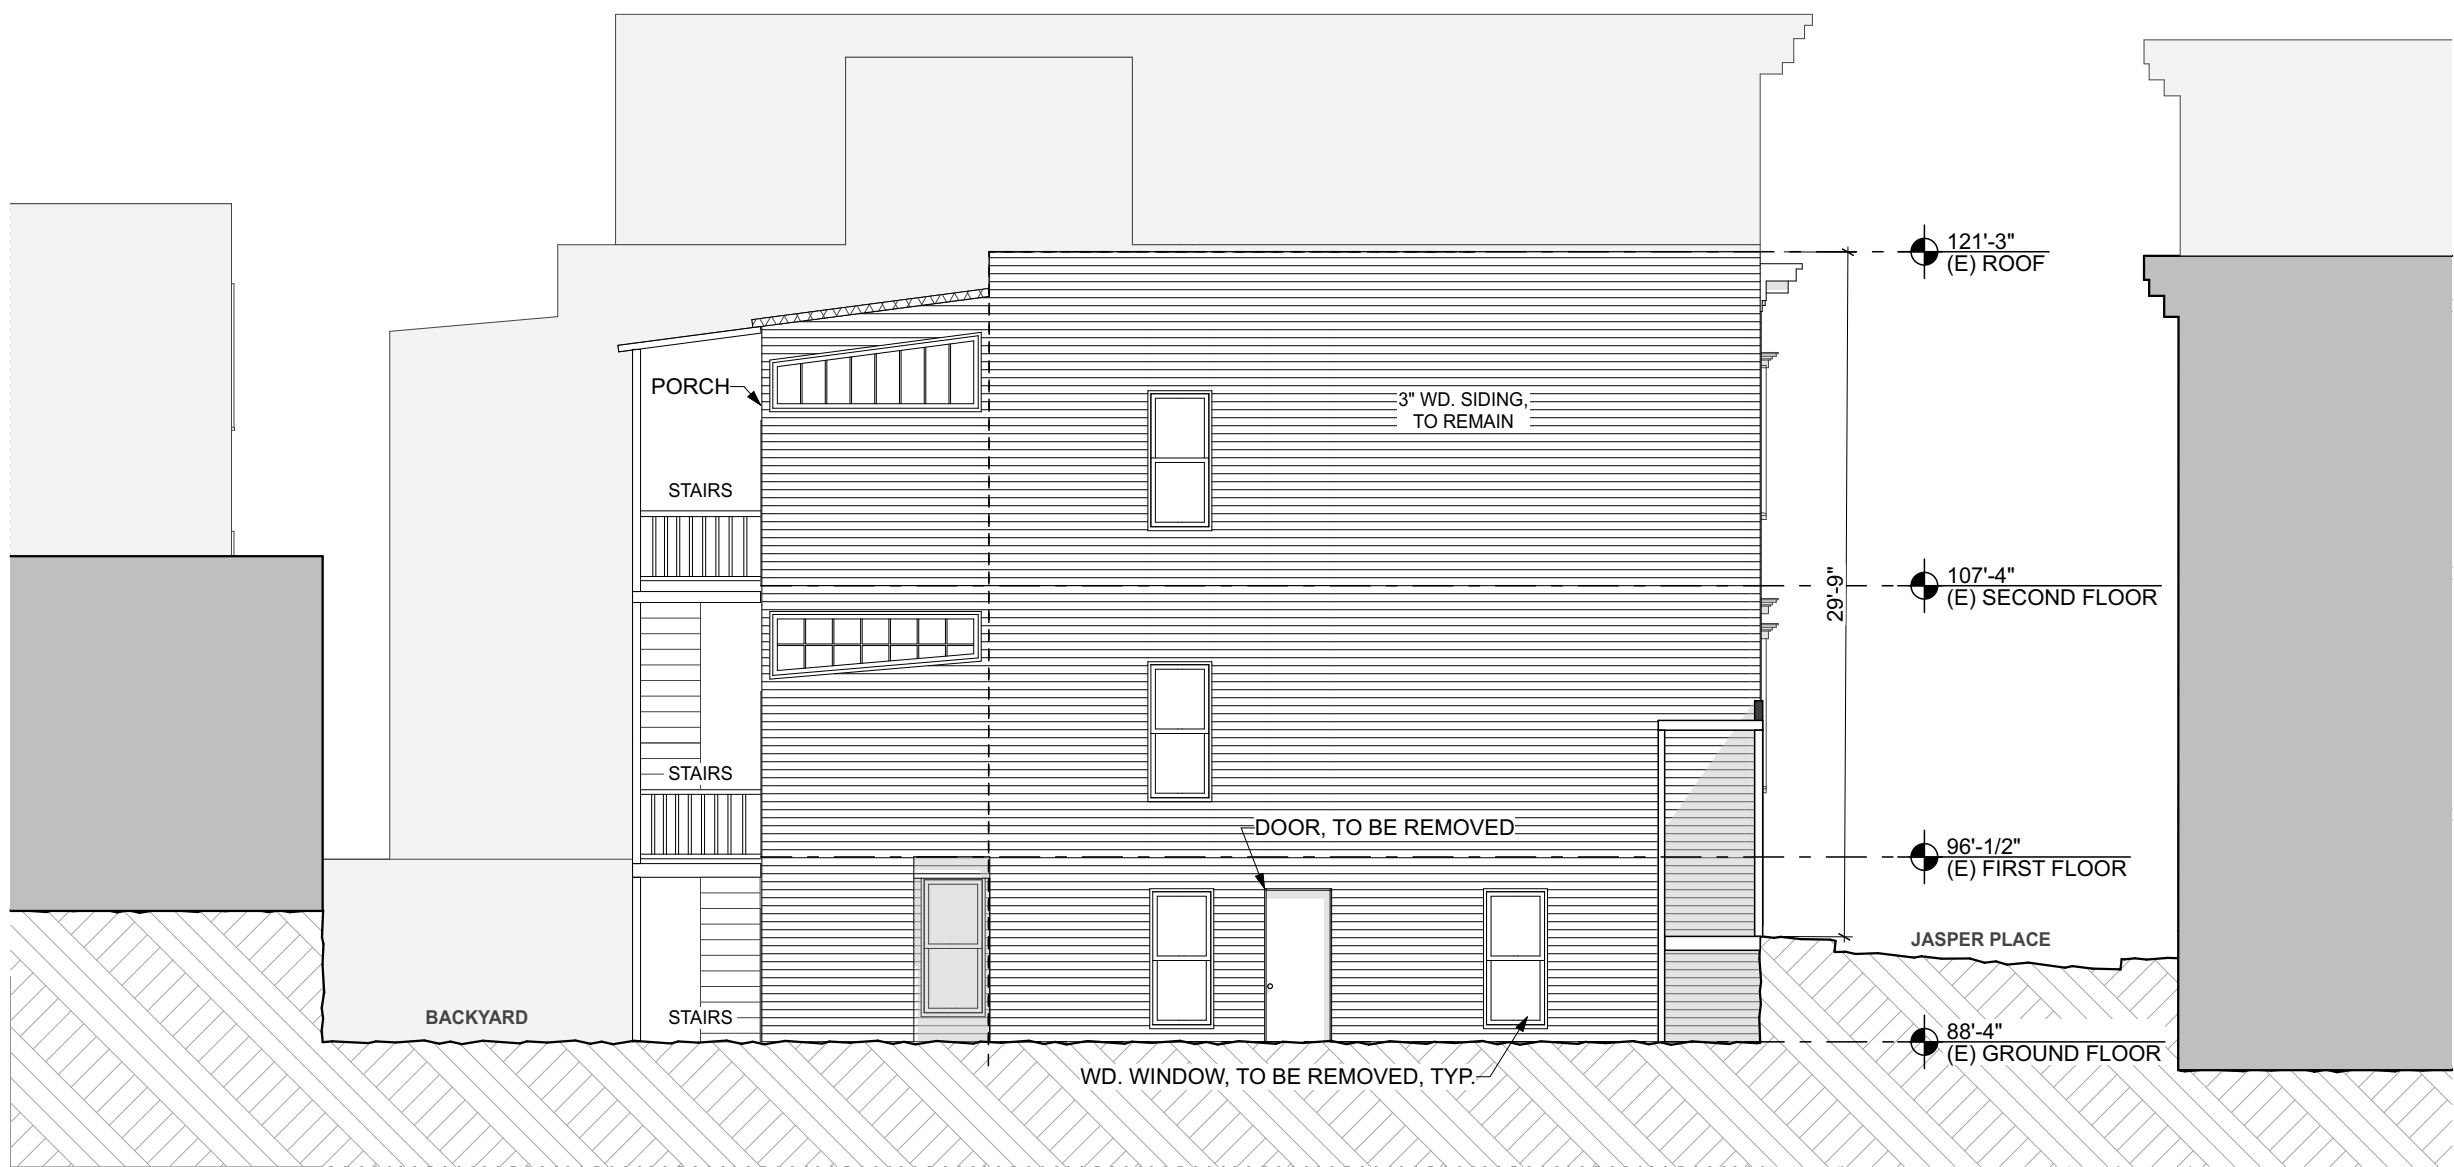 121'-3"
(E) ROOF
PORCH
3" WD. SIDING,
TO REMAIN
STAIRS
107'-4"
(E) SECOND FLOOR
29'-9"
STAIRS
DOOR, TO BE REMOVED
96'-1/2"
(E) FIRST FLOOR
JASPER PLACE
BACKYARD
STAIRS
88'-4"
(E) GROUND FLOOR
WD. WINDOW, TO BE REMOVED, TYP.